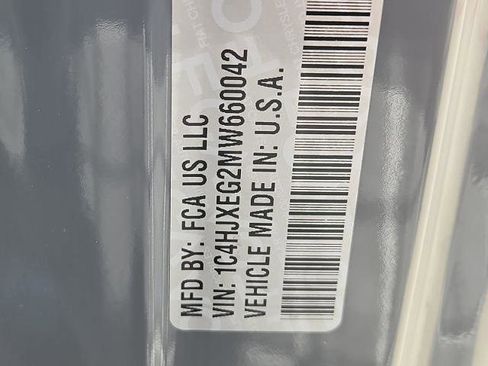 MFD BY: FCA US LLC
VIN: 1C4HJXEG2MW660042
VEHICLE MADE IN: U.S.A.